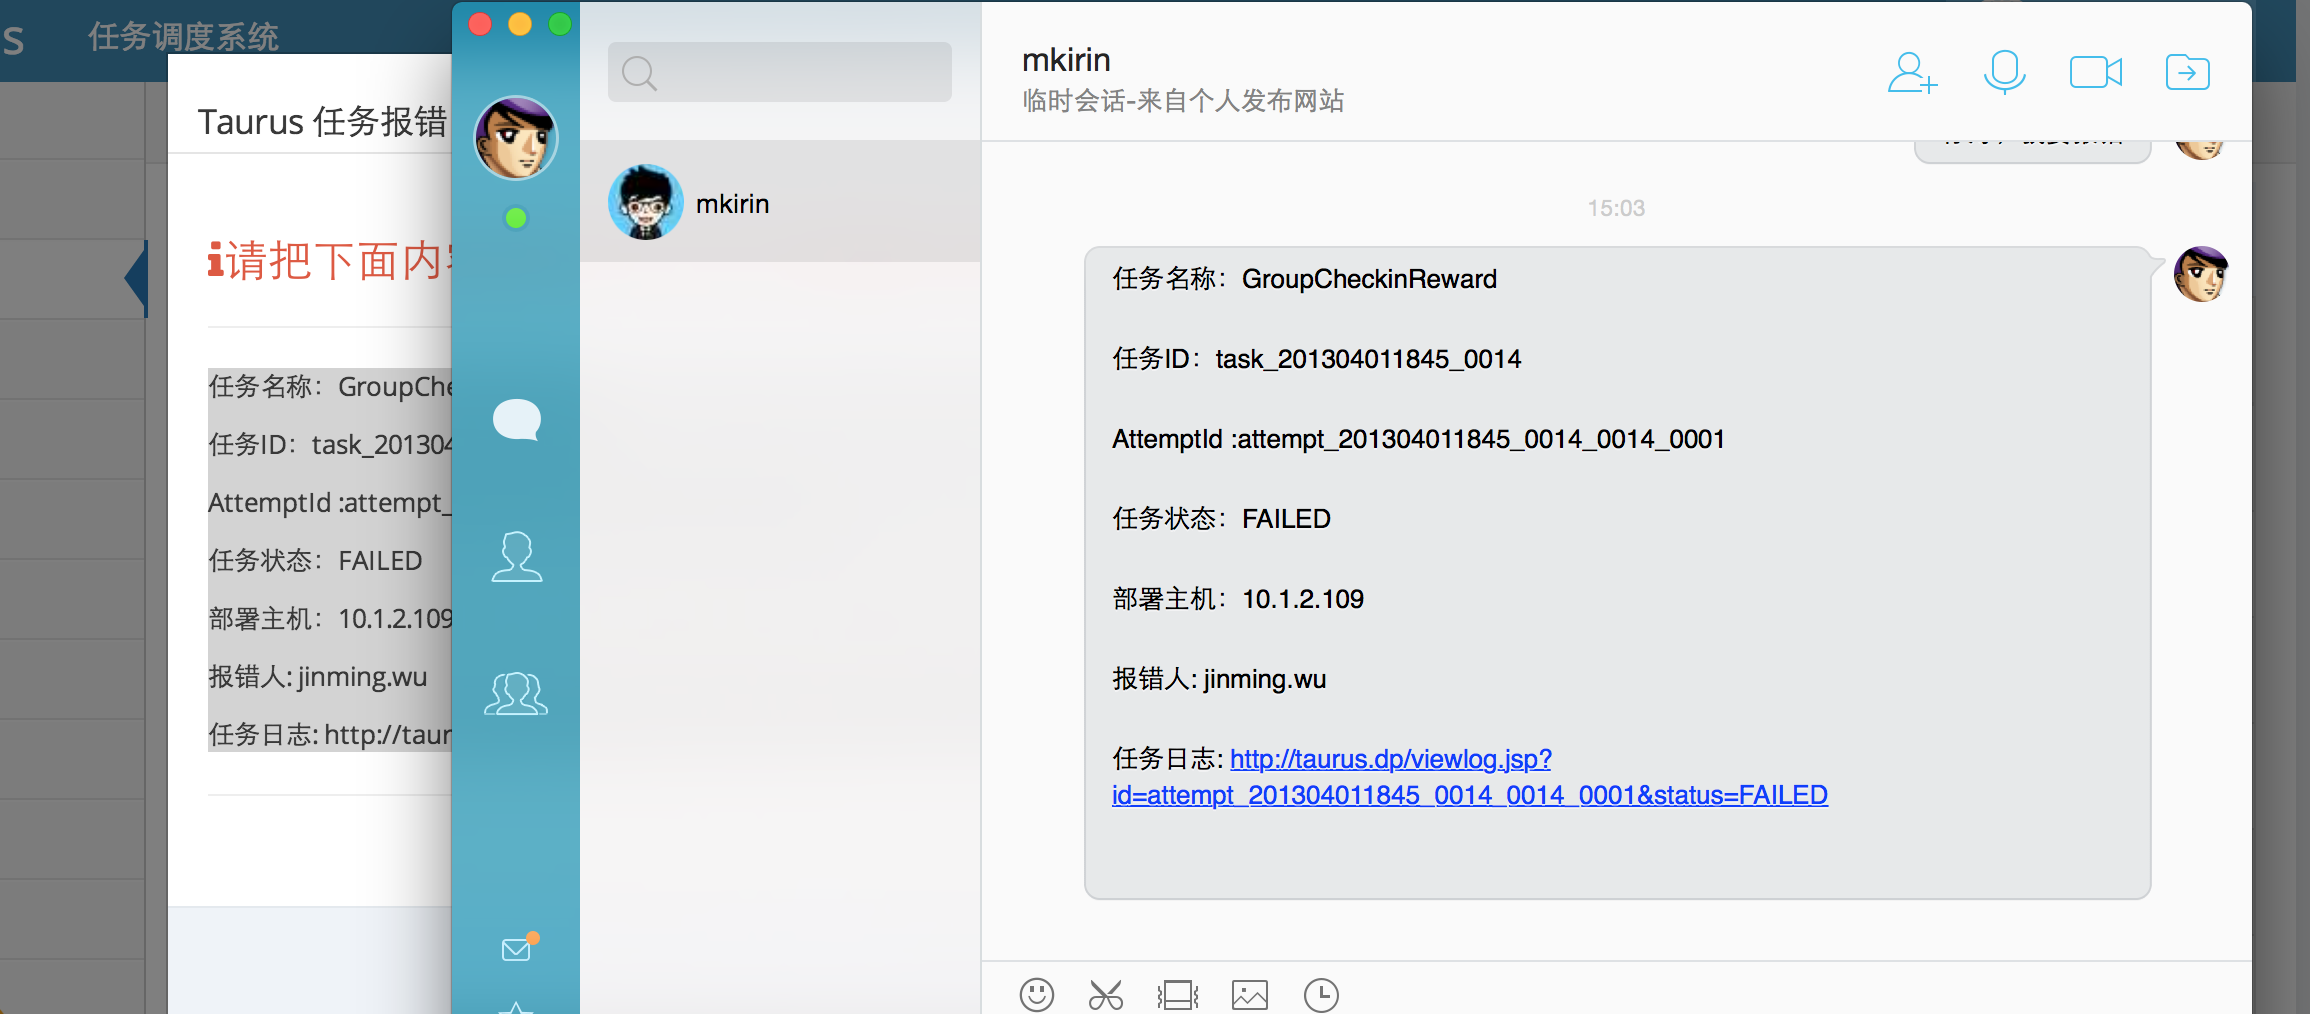 s 任务调度系统
Taurus 任务报错
请把下面内
任务名称：GroupChe
任务ID：task_201304
AttemptId :attempt_
任务状态：FAILED
部署主机：10.1.2.109
报错人: jinming.wu
任务日志: http://taur
mkirin
mkirin
临时会话-来自个人发布网站
15:03
任务名称：GroupCheckinReward
任务ID：task_201304011845_0014
AttemptId :attempt_201304011845_0014_0014_0001
任务状态：FAILED
部署主机：10.1.2.109
报错人: jinming.wu
任务日志: http://taurus.dp/viewlog.jsp?
id=attempt_201304011845_0014_0014_0001&status=FAILED